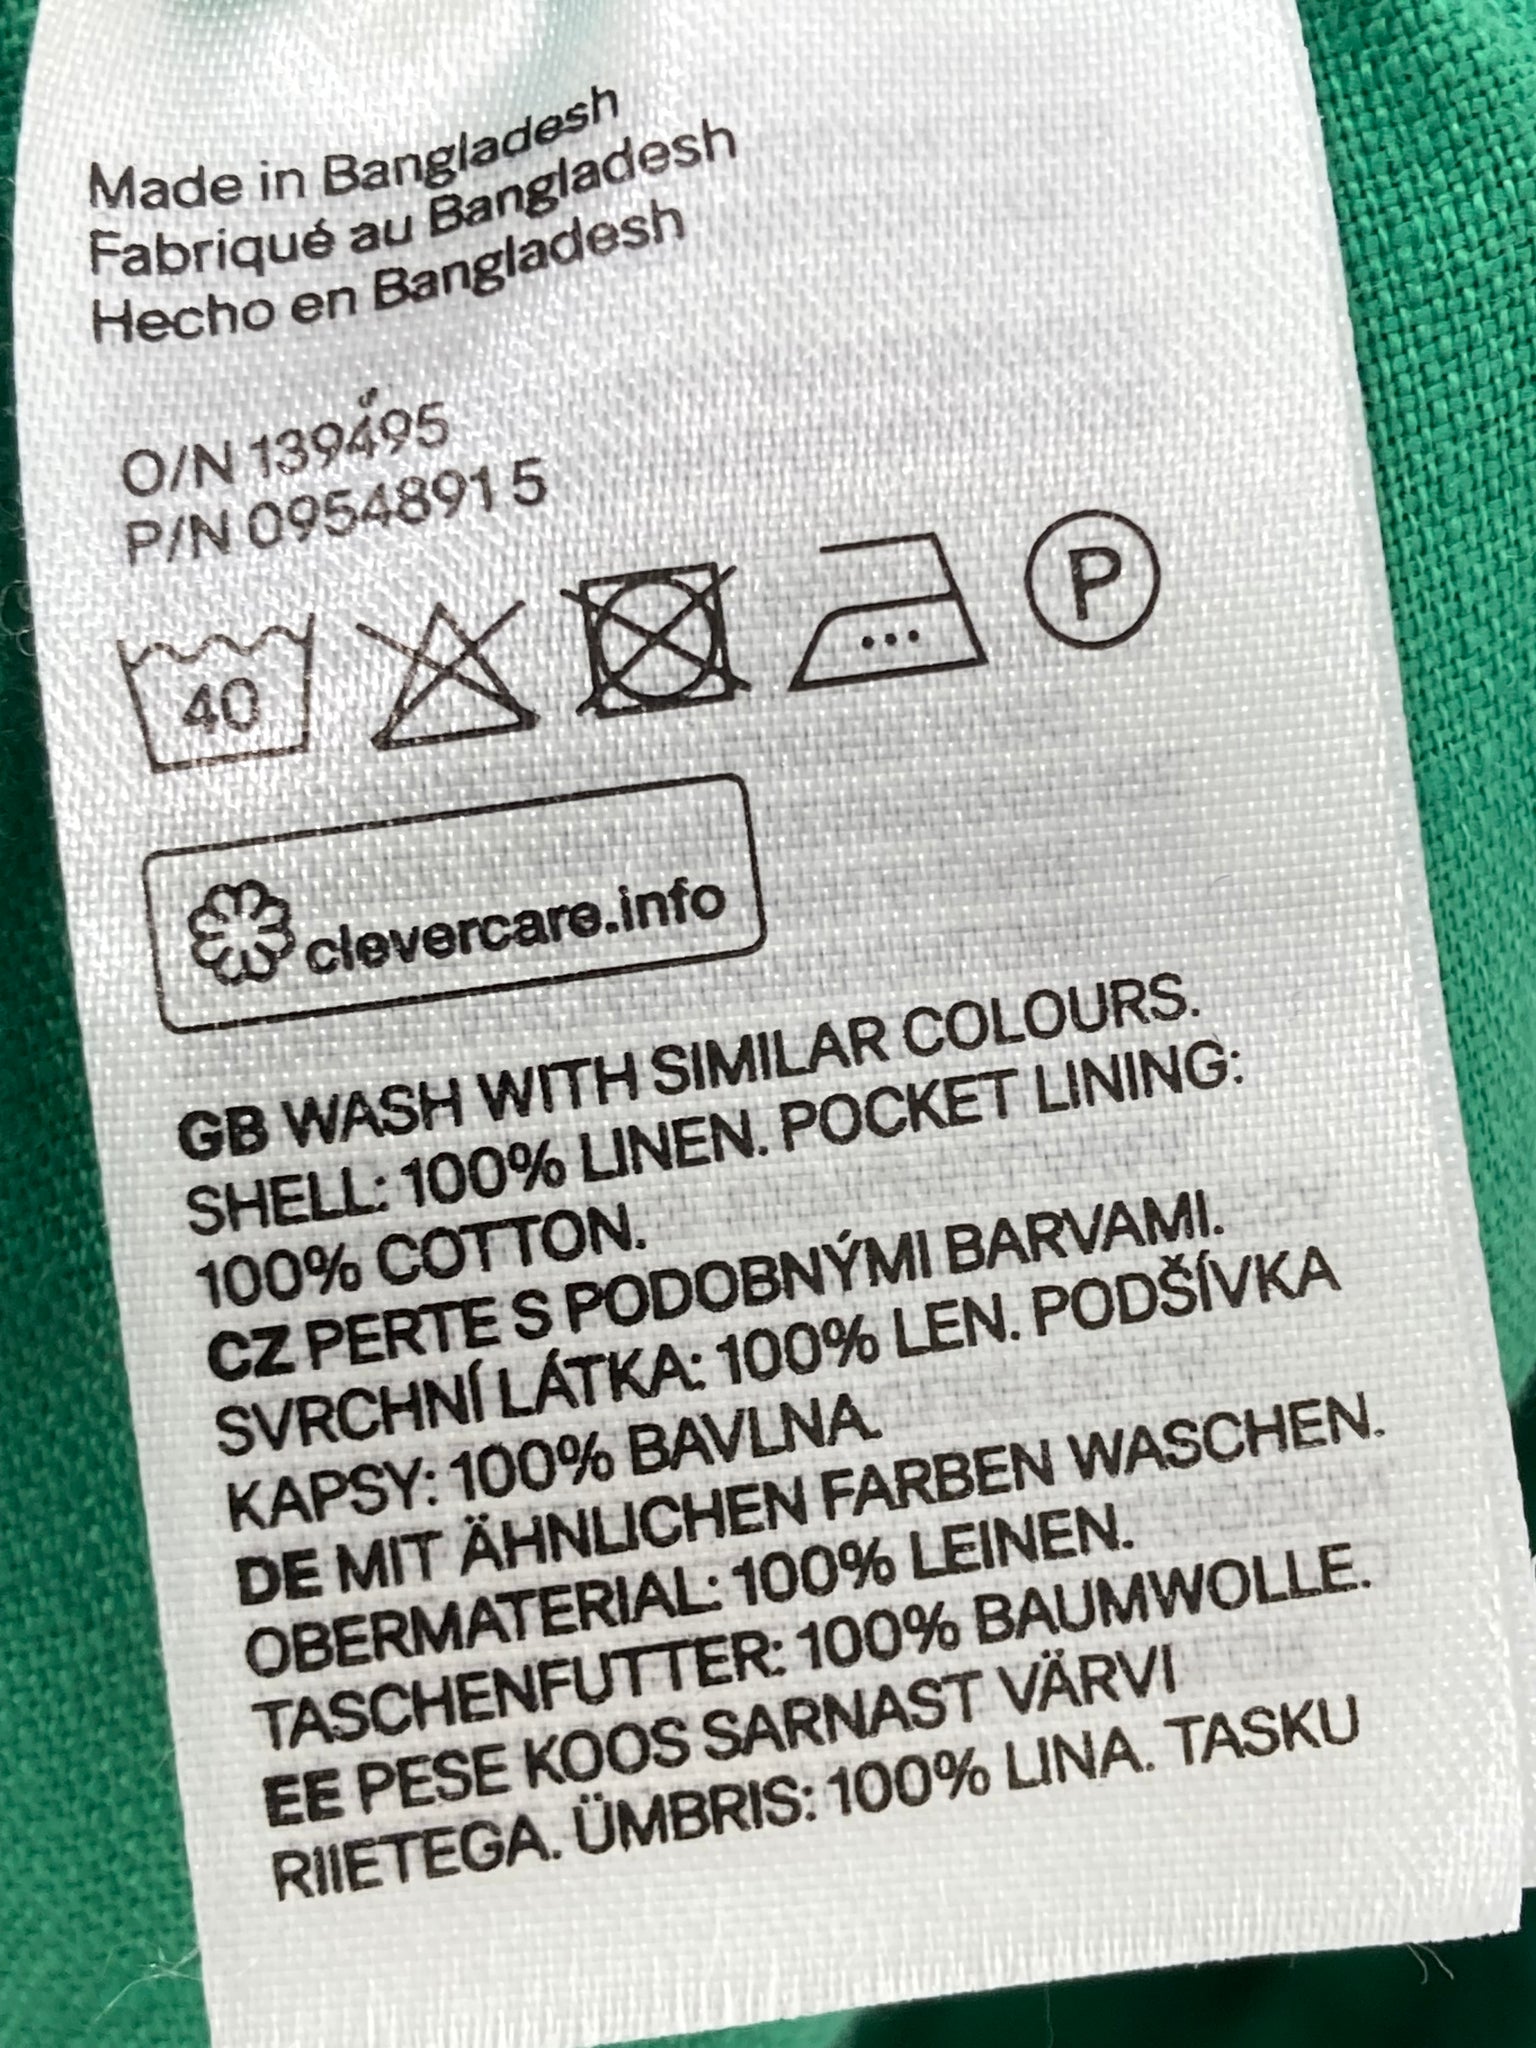 Made in Bangladesh
Fabriqué au Bangladesh
Hecho en Bangladesh
O/N 139495
P/N 0954891 5
40
P
clevercare.info
GB WASH WITH SIMILAR COLOURS.
SHELL: 100% LINEN. POCKET LINING:
100% COTTON.
CZ PERTE S PODOBNÝMI BARVAMI.
SVRCHNÍ LÁTKA: 100% LEN. PODŠÍVKA
KAPSY: 100% BAVLNA.
DE MIT ÄHNLICHEN FARBEN WASCHEN.
OBERMATERIAL: 100% LEINEN.
TASCHENFUTTER: 100% BAUMWOLLE.
EE PESE KOOS SARNAST VÄRVI
RIIETEGA. ÜMBRIS: 100% LINA. TASKU